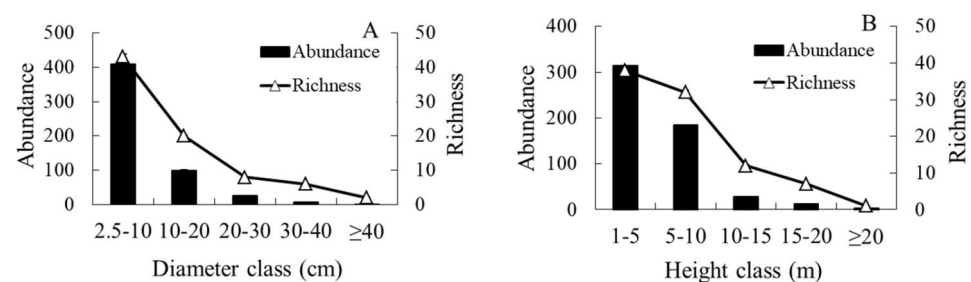 A
500
400
300
200
100
0
Abundance
50
40
30
20
10
0
Richness
Abundance
Richness
2.5-10 10-20 20-30 30-40 ≥40
Diameter class (cm)
B
400
300
200
100
0
Abundance
50
40
30
20
10
0
Richness
Abundance
Richness
1-5 5-10 10-15 15-20 ≥20
Height class (m)